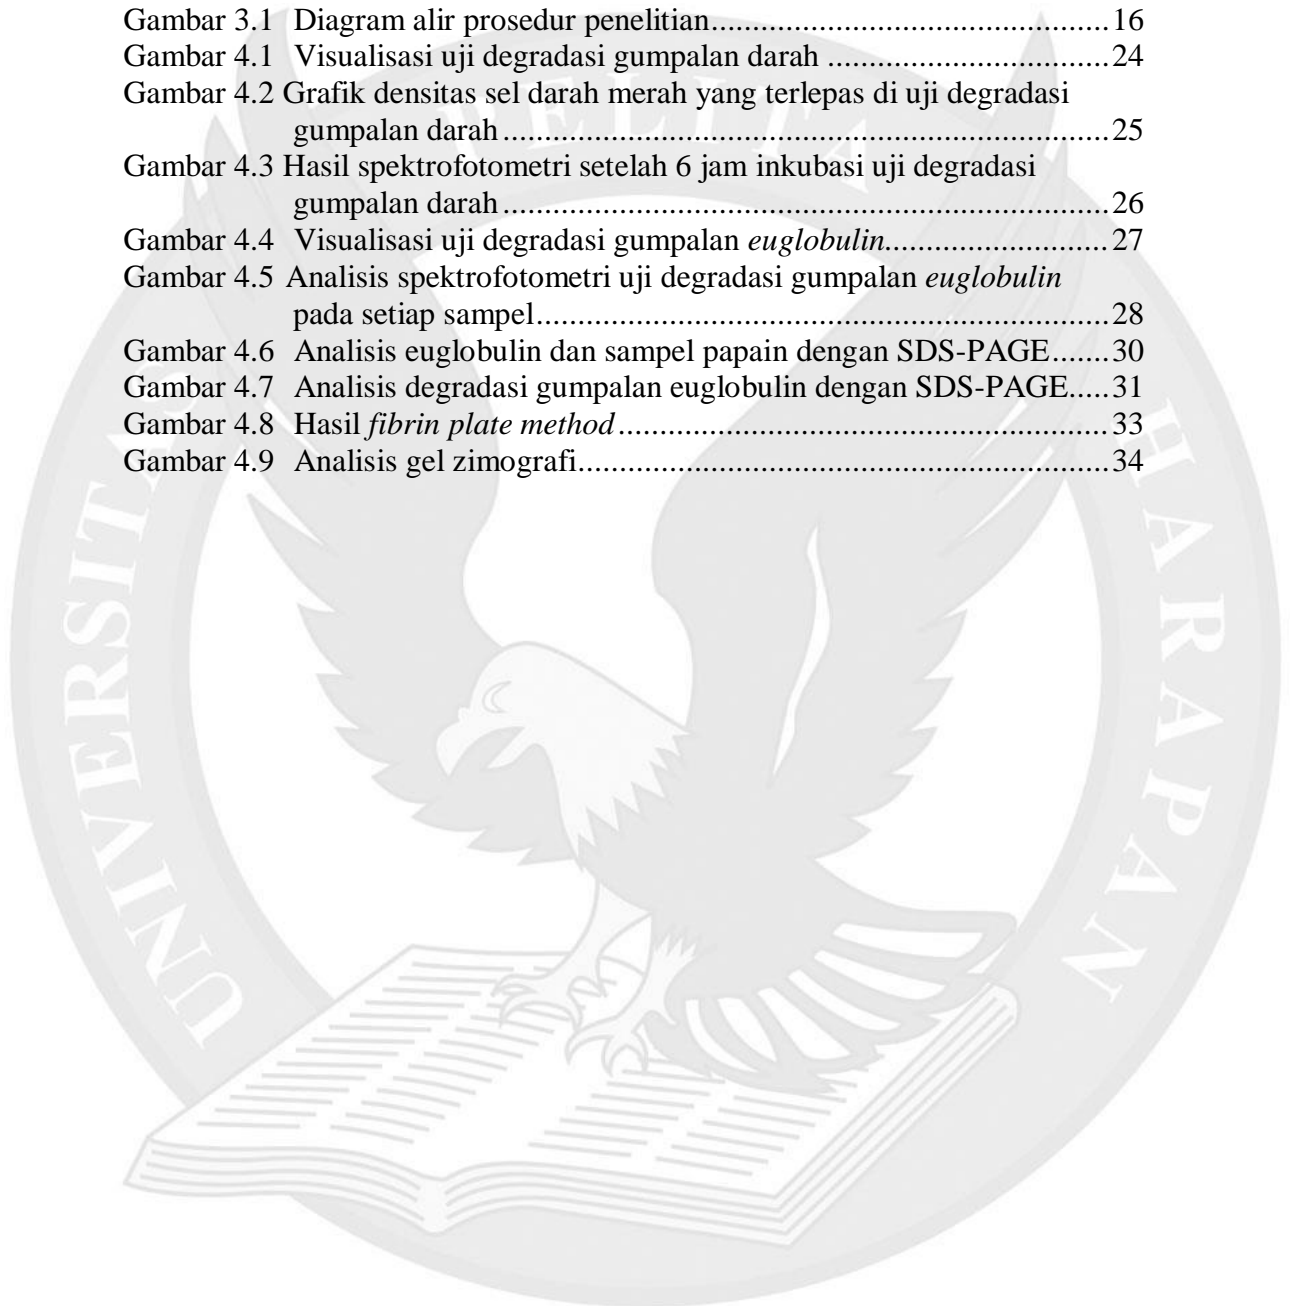 Gambar 3.1 Diagram alir prosedur penelitian................................................16
Gambar 4.1 Visualisasi uji degradasi gumpalan darah ..................................24
Gambar 4.2 Grafik densitas sel darah merah yang terlepas di uji degradasi
gumpalan darah.........................................................................25
Gambar 4.3 Hasil spektrofotometri setelah 6 jam inkubasi uji degradasi
gumpalan darah.........................................................................26
Gambar 4.4 Visualisasi uji degradasi gumpalan euglobulin...........................27
Gambar 4.5 Analisis spektrofotometri uji degradasi gumpalan euglobulin
pada setiap sampel.....................................................................28
Gambar 4.6 Analisis euglobulin dan sampel papain dengan SDS-PAGE.......30
Gambar 4.7 Analisis degradasi gumpalan euglobulin dengan SDS-PAGE.....31
Gambar 4.8 Hasil fibrin plate method...........................................................33
Gambar 4.9 Analisis gel zimografi................................................................34
UNIVERSITAS PELITA HARAPAN